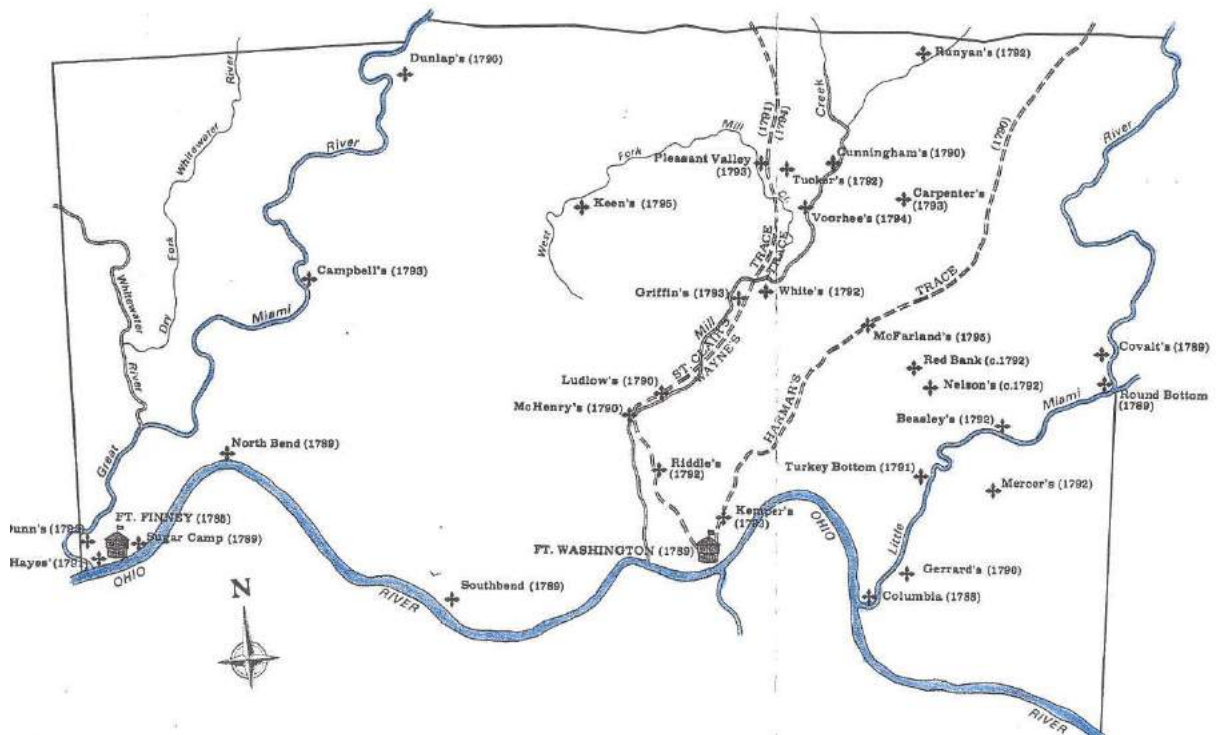 Dunlap's (1790)
Runyan's (1792)
River
Whitewater
Fork
Dry
Whitewater
River
River
Miami
Great
Campbell's (1793)
Mill
Fork
West
Keen's (1795)
Pleasant Valley
(1793)
(1791)
(1794)
Creek
Cunningham's (1790)
Tucker's (1792)
Carpenter's
(1793)
Voorhee's (1794)
(1790)
River
TRACE
TRACE
TRACE
Griffin's (1793)
White's (1792)
Mill
ST. CLAIR'S
WAYNE'S
HARMAR'S
McFarland's (1795)
Red Bank (c.1792)
Nelson's (c.1792)
Covalt's (1789)
Round Bottom
(1789)
Miami
Little
Beasley's (1792)
Ludlow's (1790)
McHenry's (1790)
North Bend (1789)
Riddle's
(1792)
Turkey Bottom (1791)
Mercer's (1792)
Kemper's
FT. FINNEY (1785)
Sugar Camp (1789)
Hayes'
OHIO
FT. WASHINGTON (1789)
OHIO
Southbend (1789)
RIVER
Gerrard's (1796)
Columbia (1788)
N
RIVER